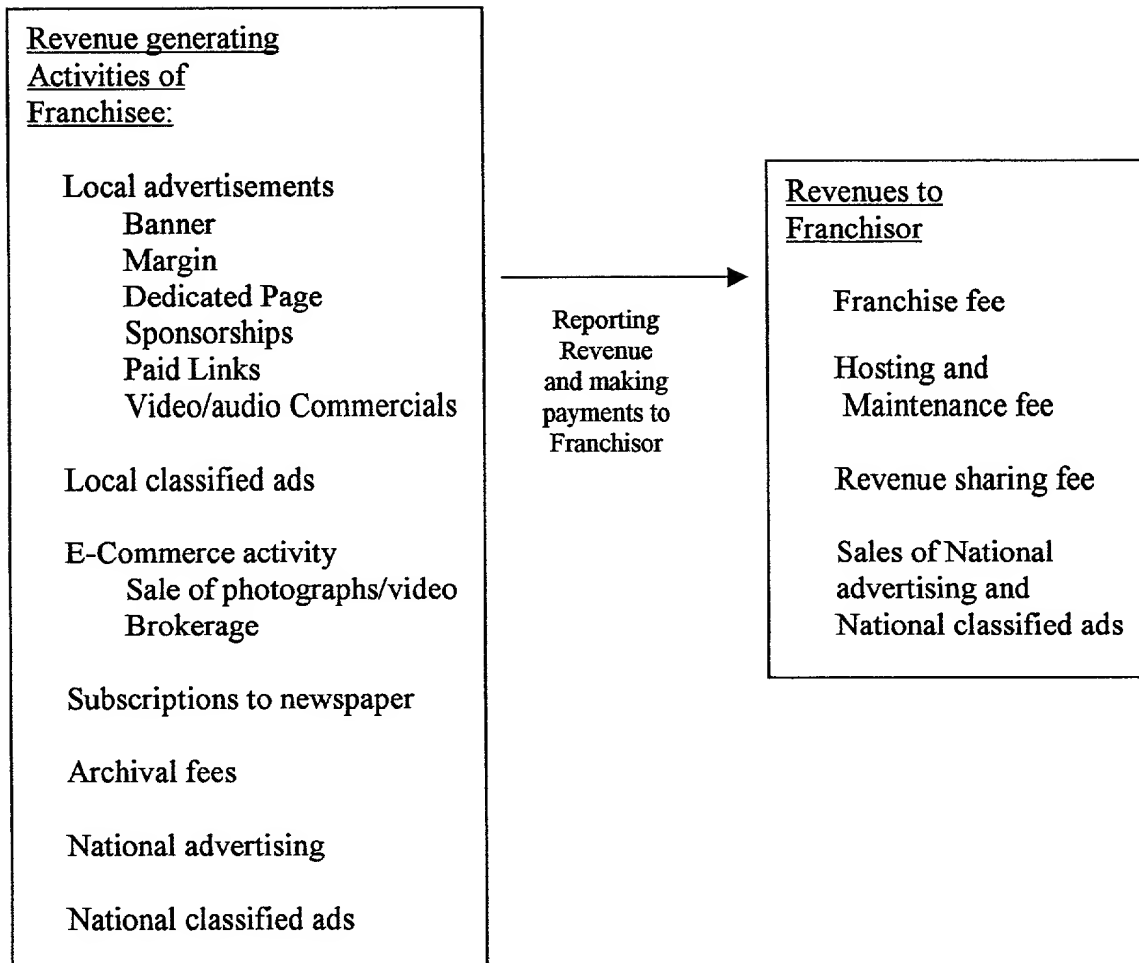 Revenue generating
Activities of
Franchisee:
Local advertisements
Banner
Margin
Dedicated Page
Sponsorships
Paid Links
Video/audio Commercials
Local classified ads
E-Commerce activity
Sale of photographs/video
Brokerage
Subscriptions to newspaper
Archival fees
National advertising
National classified ads
Reporting
Revenue
and making
payments to
Franchisor
Revenues to
Franchisor
Franchise fee
Hosting and
Maintenance fee
Revenue sharing fee
Sales of National
advertising and
National classified ads